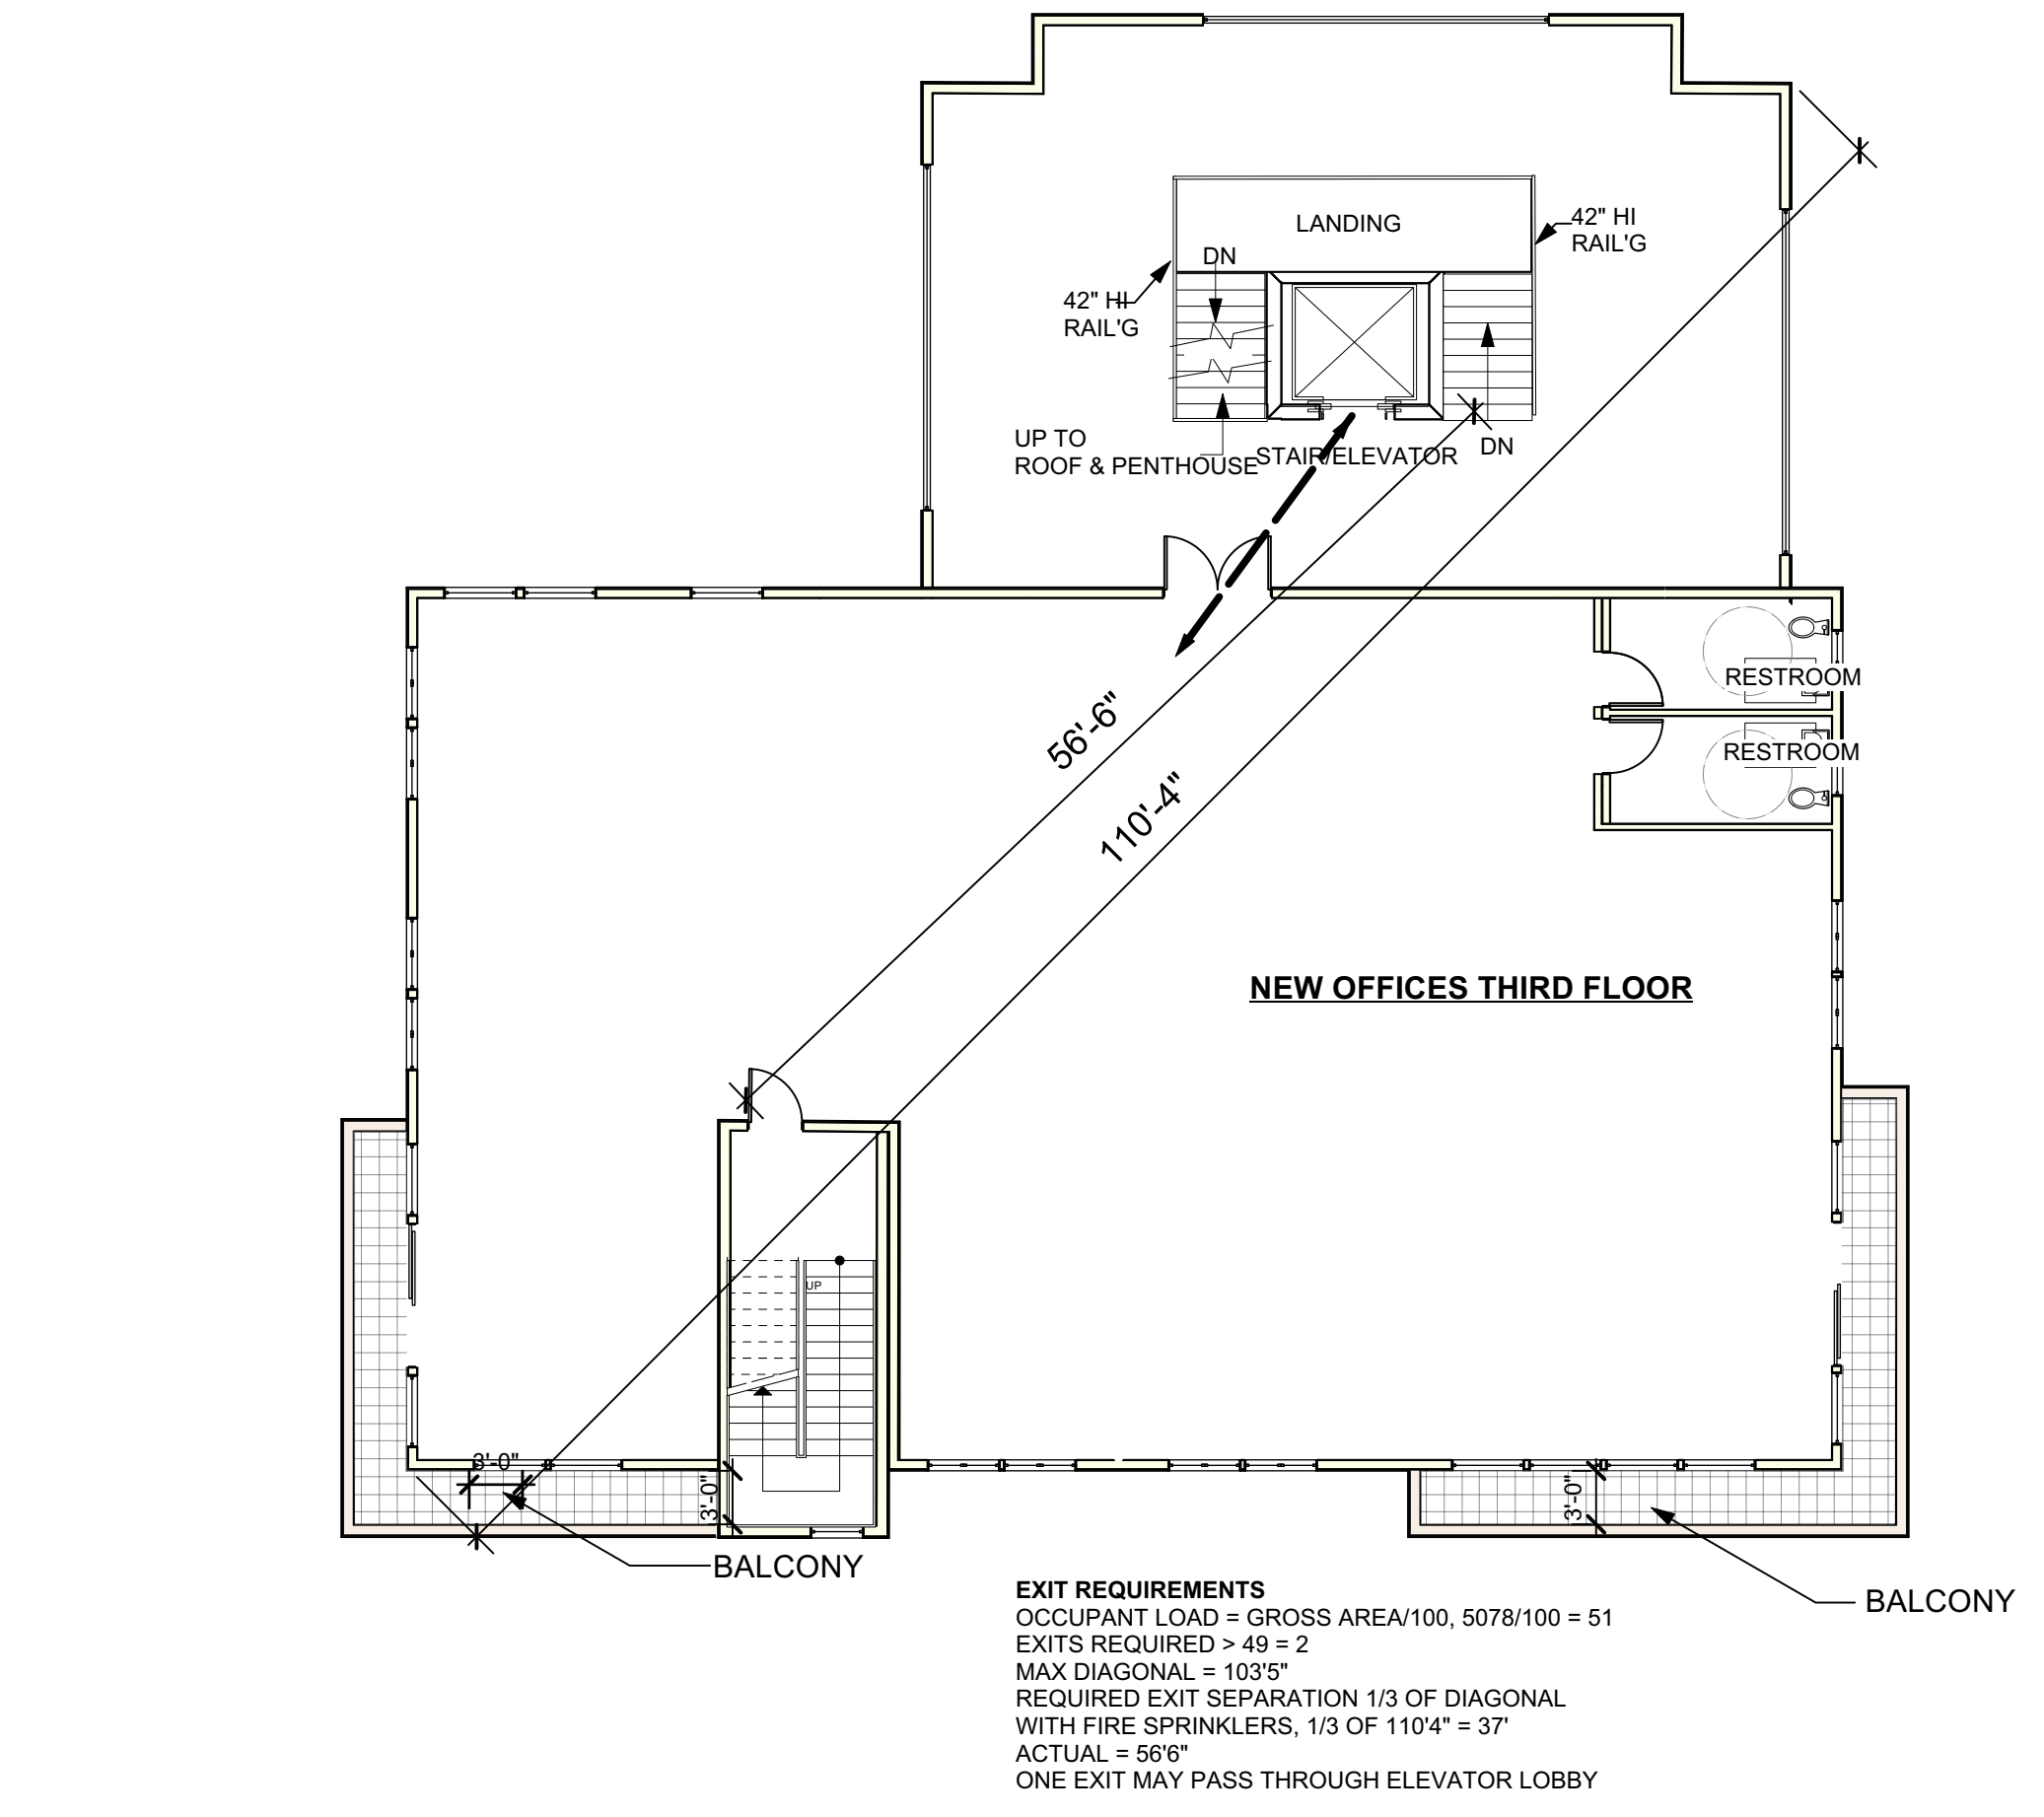 LANDING
42" HI
RAIL'G
DN
42" HI
RAIL'G
UP TO
ROOF & PENTHOUSE
STAIR/ELEVATOR
DN
RESTROOM
RESTROOM
56'-6"
110'-4"
NEW OFFICES THIRD FLOOR
UP
3'-0"
3'-0"
3'-0"
BALCONY
BALCONY
EXIT REQUIREMENTS
OCCUPANT LOAD = GROSS AREA/100, 5078/100 = 51
EXITS REQUIRED > 49 = 2
MAX DIAGONAL = 103'5"
REQUIRED EXIT SEPARATION 1/3 OF DIAGONAL
WITH FIRE SPRINKLERS, 1/3 OF 110'4" = 37'
ACTUAL = 56'6"
ONE EXIT MAY PASS THROUGH ELEVATOR LOBBY